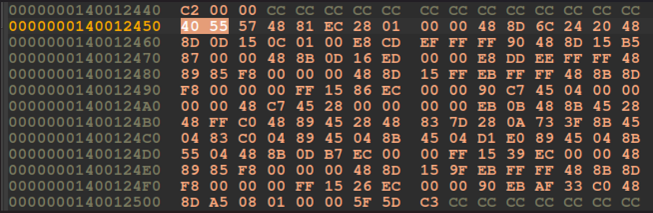 0000000140012440 C2 00 00 CC CC CC CC CC CC CC CC CC CC CC CC CC
0000000140012450 40 55 57 48 81 EC 28 01 00 00 48 8D 6C 24 20 48
0000000140012460 8D 0D 15 0C 01 00 E8 CD EF FF FF 90 48 8D 15 B5
0000000140012470 87 00 00 48 8B 0D 16 ED 00 00 E8 DD EE FF FF 48
0000000140012480 89 85 F8 00 00 00 48 8D 15 FF EB FF FF 48 8B 8D
0000000140012490 F8 00 00 00 FF 15 86 EC 00 00 90 C7 45 04 00 00
00000001400124A0 00 00 48 C7 45 28 00 00 00 00 EB 0B 48 8B 45 28
00000001400124B0 48 FF C0 48 89 45 28 48 83 7D 28 0A 73 3F 8B 45
00000001400124C0 04 83 C0 04 89 45 04 8B 45 04 D1 E0 89 45 04 8B
00000001400124D0 55 04 48 8B 0D B7 EC 00 00 FF 15 39 EC 00 00 48
00000001400124E0 89 85 F8 00 00 00 48 8D 15 9F EB FF FF 48 8B 8D
00000001400124F0 F8 00 00 00 FF 15 26 EC 00 00 90 EB AF 33 C0 48
0000000140012500 8D A5 08 01 00 00 5F 5D C3 CC CC CC CC CC CC CC